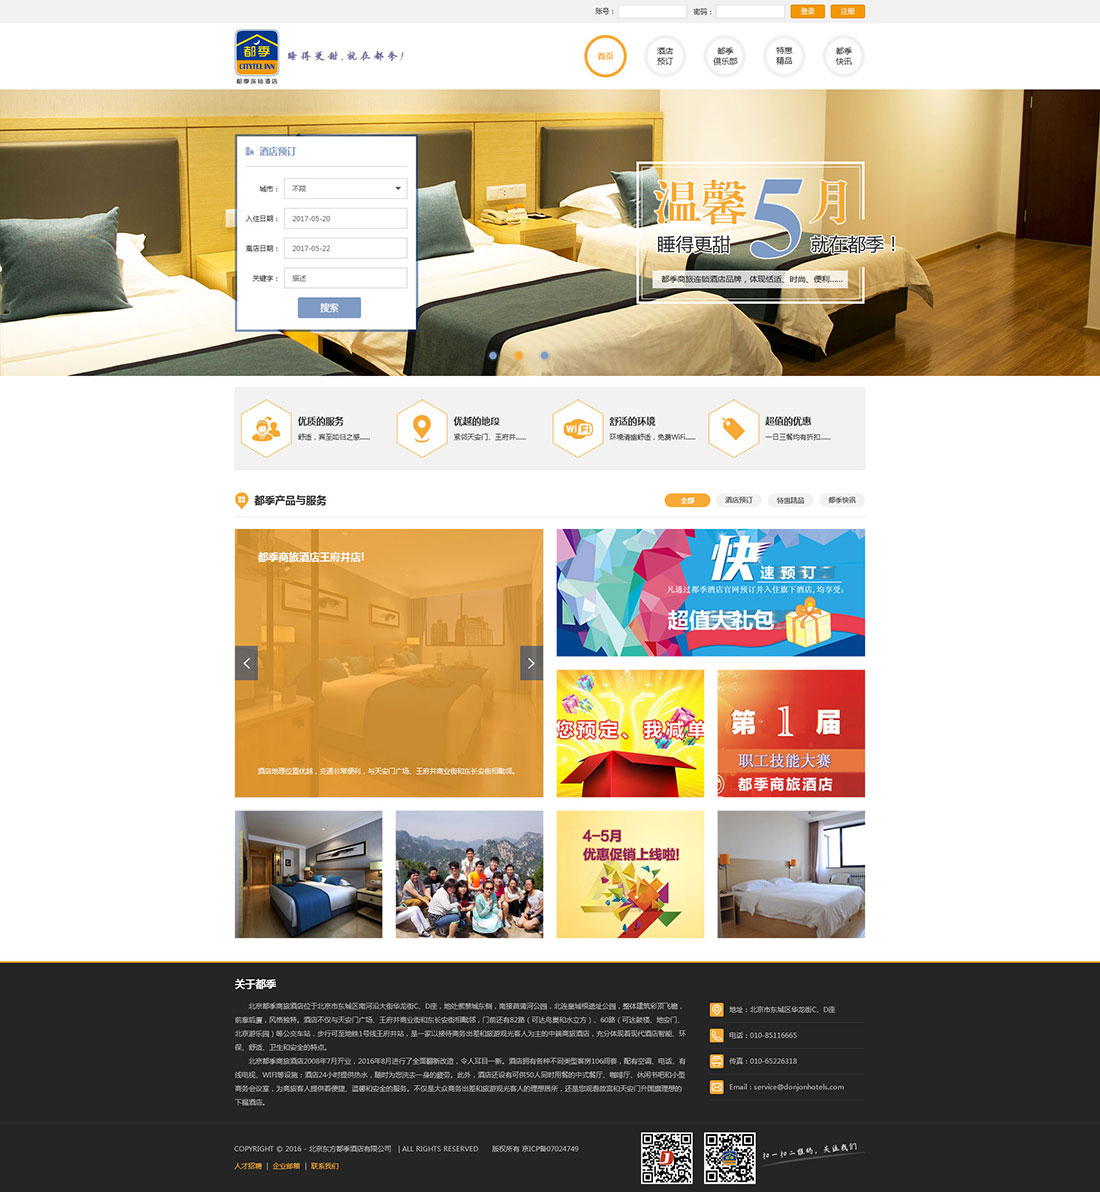 账号：
密码：
登录
注册
都季
CITYTEL INN
都季连锁酒店
睡得更甜,就在都季!
首页
酒店
预订
都季
俱乐部
特惠
精品
都季
快讯
酒店预订
城市：
不限
入住日期：
2017-05-20
离店日期：
2017-05-22
关键字：
描述
搜索
温馨5月
睡得更甜 就在都季！
都季商旅连锁酒店品牌，体现恬适、时尚、便利......
优质的服务
舒适，宾至如归之感......
优越的地段
紧邻天安门、王府井......
WiFi
舒适的环境
环境清幽舒适，免费WiFi......
超值的优惠
一日三餐均有折扣......
都季产品与服务
全部
酒店预订
特惠精品
都季快讯
都季商旅酒店王府井店!
酒店地理位置优越，交通非常便利，与天安门广场、王府井商业街和东长安街相毗邻。
快速预订
凡通过都季酒店官网预订并入住旗下酒店,均享受:
超值大礼包
您预定、我减单
第1届
职工技能大赛
都季商旅酒店
4-5月
优惠促销上线啦!
关于都季
北京都季商旅酒店位于北京市东城区南河沿大街华龙街C、D座，地处紫禁城东侧，南接菖蒲河公园，北连皇城根遗址公园，整体建筑彩顶飞檐，
前廊后厦，风格独特。酒店不仅与天安门广场、王府井商业街和东长安街相毗邻，门前还有82路（可达鸟巢和水立方）、60路（可达鼓楼、地安门、
北京游乐园）等公交车站，步行可至地铁1号线王府井站，是一家以接待商务出差和旅游观光客人为主的中端商旅酒店，充分体现着现代酒店智能、环
保、舒适、卫生和安全的特点。
北京都季商旅酒店2008年7月开业，2016年8月进行了全面翻新改造，令人耳目一新。酒店拥有各种不同类型客房106间套，配有空调、电话、有
线电视、WIFI等设施；酒店24小时提供热水，随时为您洗去一身的疲劳。此外，酒店还设有可供50人同时用餐的中式餐厅、咖啡厅、休闲书吧和小型
商务会议室，为商旅客人提供着便捷、温馨和安全的服务。不仅是大众商务出差和旅游观光客人的理想居所，还是您观看故宫和天安门升国旗理想的
下榻酒店。
地址：北京市东城区华龙街C、D座
电话：010-85116665
传真：010-65226318
Email：service@donjonhotels.com
COPYRIGHT © 2016 - 北京东方都季酒店有限公司 | ALL RIGHTS RESERVED 版权所有 京ICP备07024749
人才招聘 | 企业邮箱 | 联系我们
扫一扫二维码，关注我们